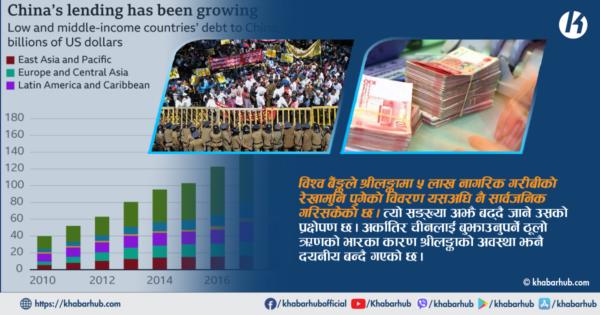 China's lending has been growing
Low and middle-income countries' debt to Chi
billions of US dollars
East Asia and Pacific
Europe and Central Asia
Latin America and Caribbean
180
160
140
120
100
80
60
40
20
0
2010 2012 2014 2016
विश्व बैङ्कले श्रीलङ्कामा ५ लाख नागरिक गरीबीको
रेखामुनि पुगेको विवरण यसअघि नै सार्वजनिक
गरिसकेको छ । त्यो सङ्ख्या अझै बढ्दै जाने उसको
प्रक्षेपण छ । अर्कातिर चीनलाई बुझाउनुपर्ने ठूलो
ऋणको भारका कारण श्रीलङ्काको अवस्था झनै
दयनीय बन्दै गएको छ ।
© khabarhub.com
https://khabarhub.com /khabarhubofficial /Khabarhub /khabarhub /khabarhub /khabarhub